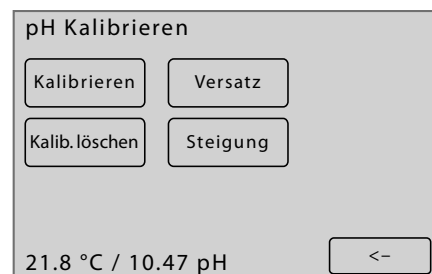 pH Kalibrieren
Kalibrieren Versatz
Kalib. löschen Steigung
21.8 °C / 10.47 pH <–